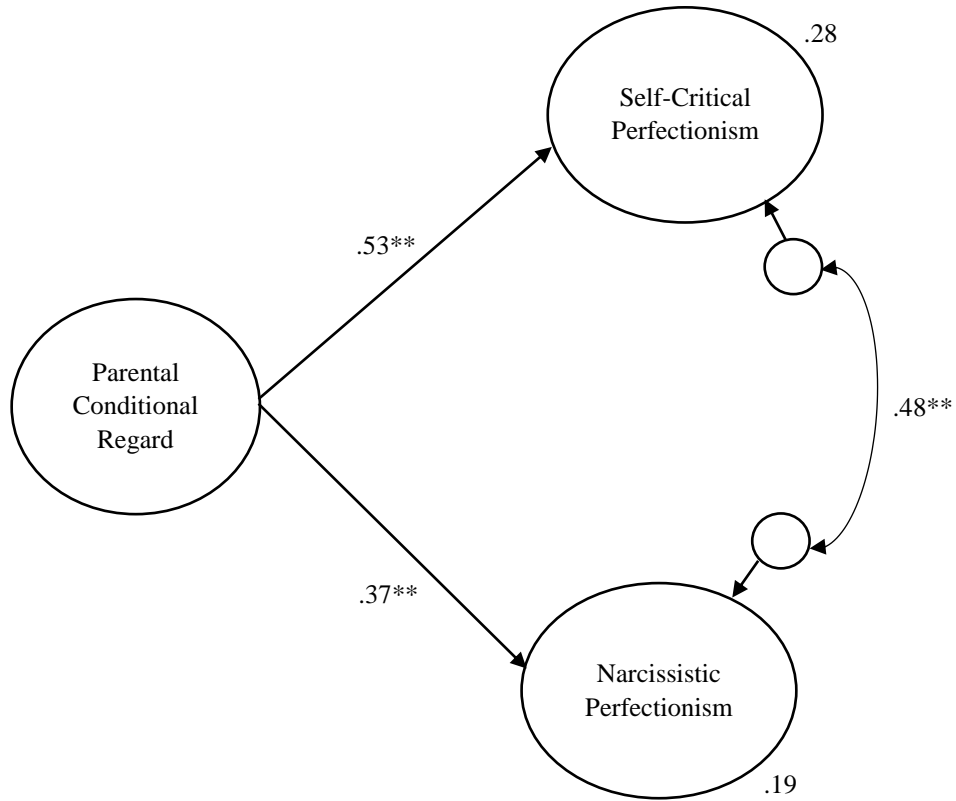 .28
Self-Critical
Perfectionism
.53**
Parental
Conditional
Regard
.48**
.37**
Narcissistic
Perfectionism
.19